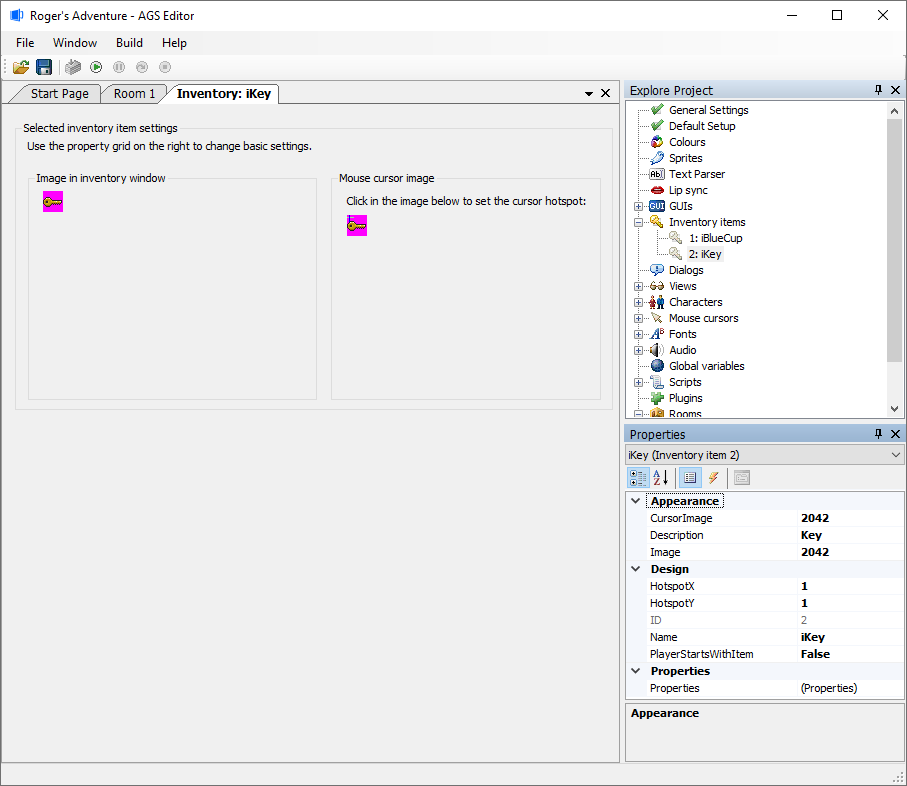 Roger's Adventure - AGS Editor
File Window Build Help
Start Page Room 1 Inventory: iKey
Selected inventory item settings
Use the property grid on the right to change basic settings.
Image in inventory window
Mouse cursor image
Click in the image below to set the cursor hotspot:
Explore Project
General Settings
Default Setup
Colours
Sprites
Ab| Text Parser
Lip sync
GUI GUIs
Inventory items
1: iBlueCup
2: iKey
Dialogs
Views
Characters
Mouse cursors
Fonts
Audio
Global variables
Scripts
Plugins
Rooms
Properties
iKey (Inventory item 2)
Appearance
CursorImage 2042
Description Key
Image 2042
Design
HotspotX 1
HotspotY 1
ID 2
Name iKey
PlayerStartsWithItem False
Properties
Properties (Properties)
Appearance